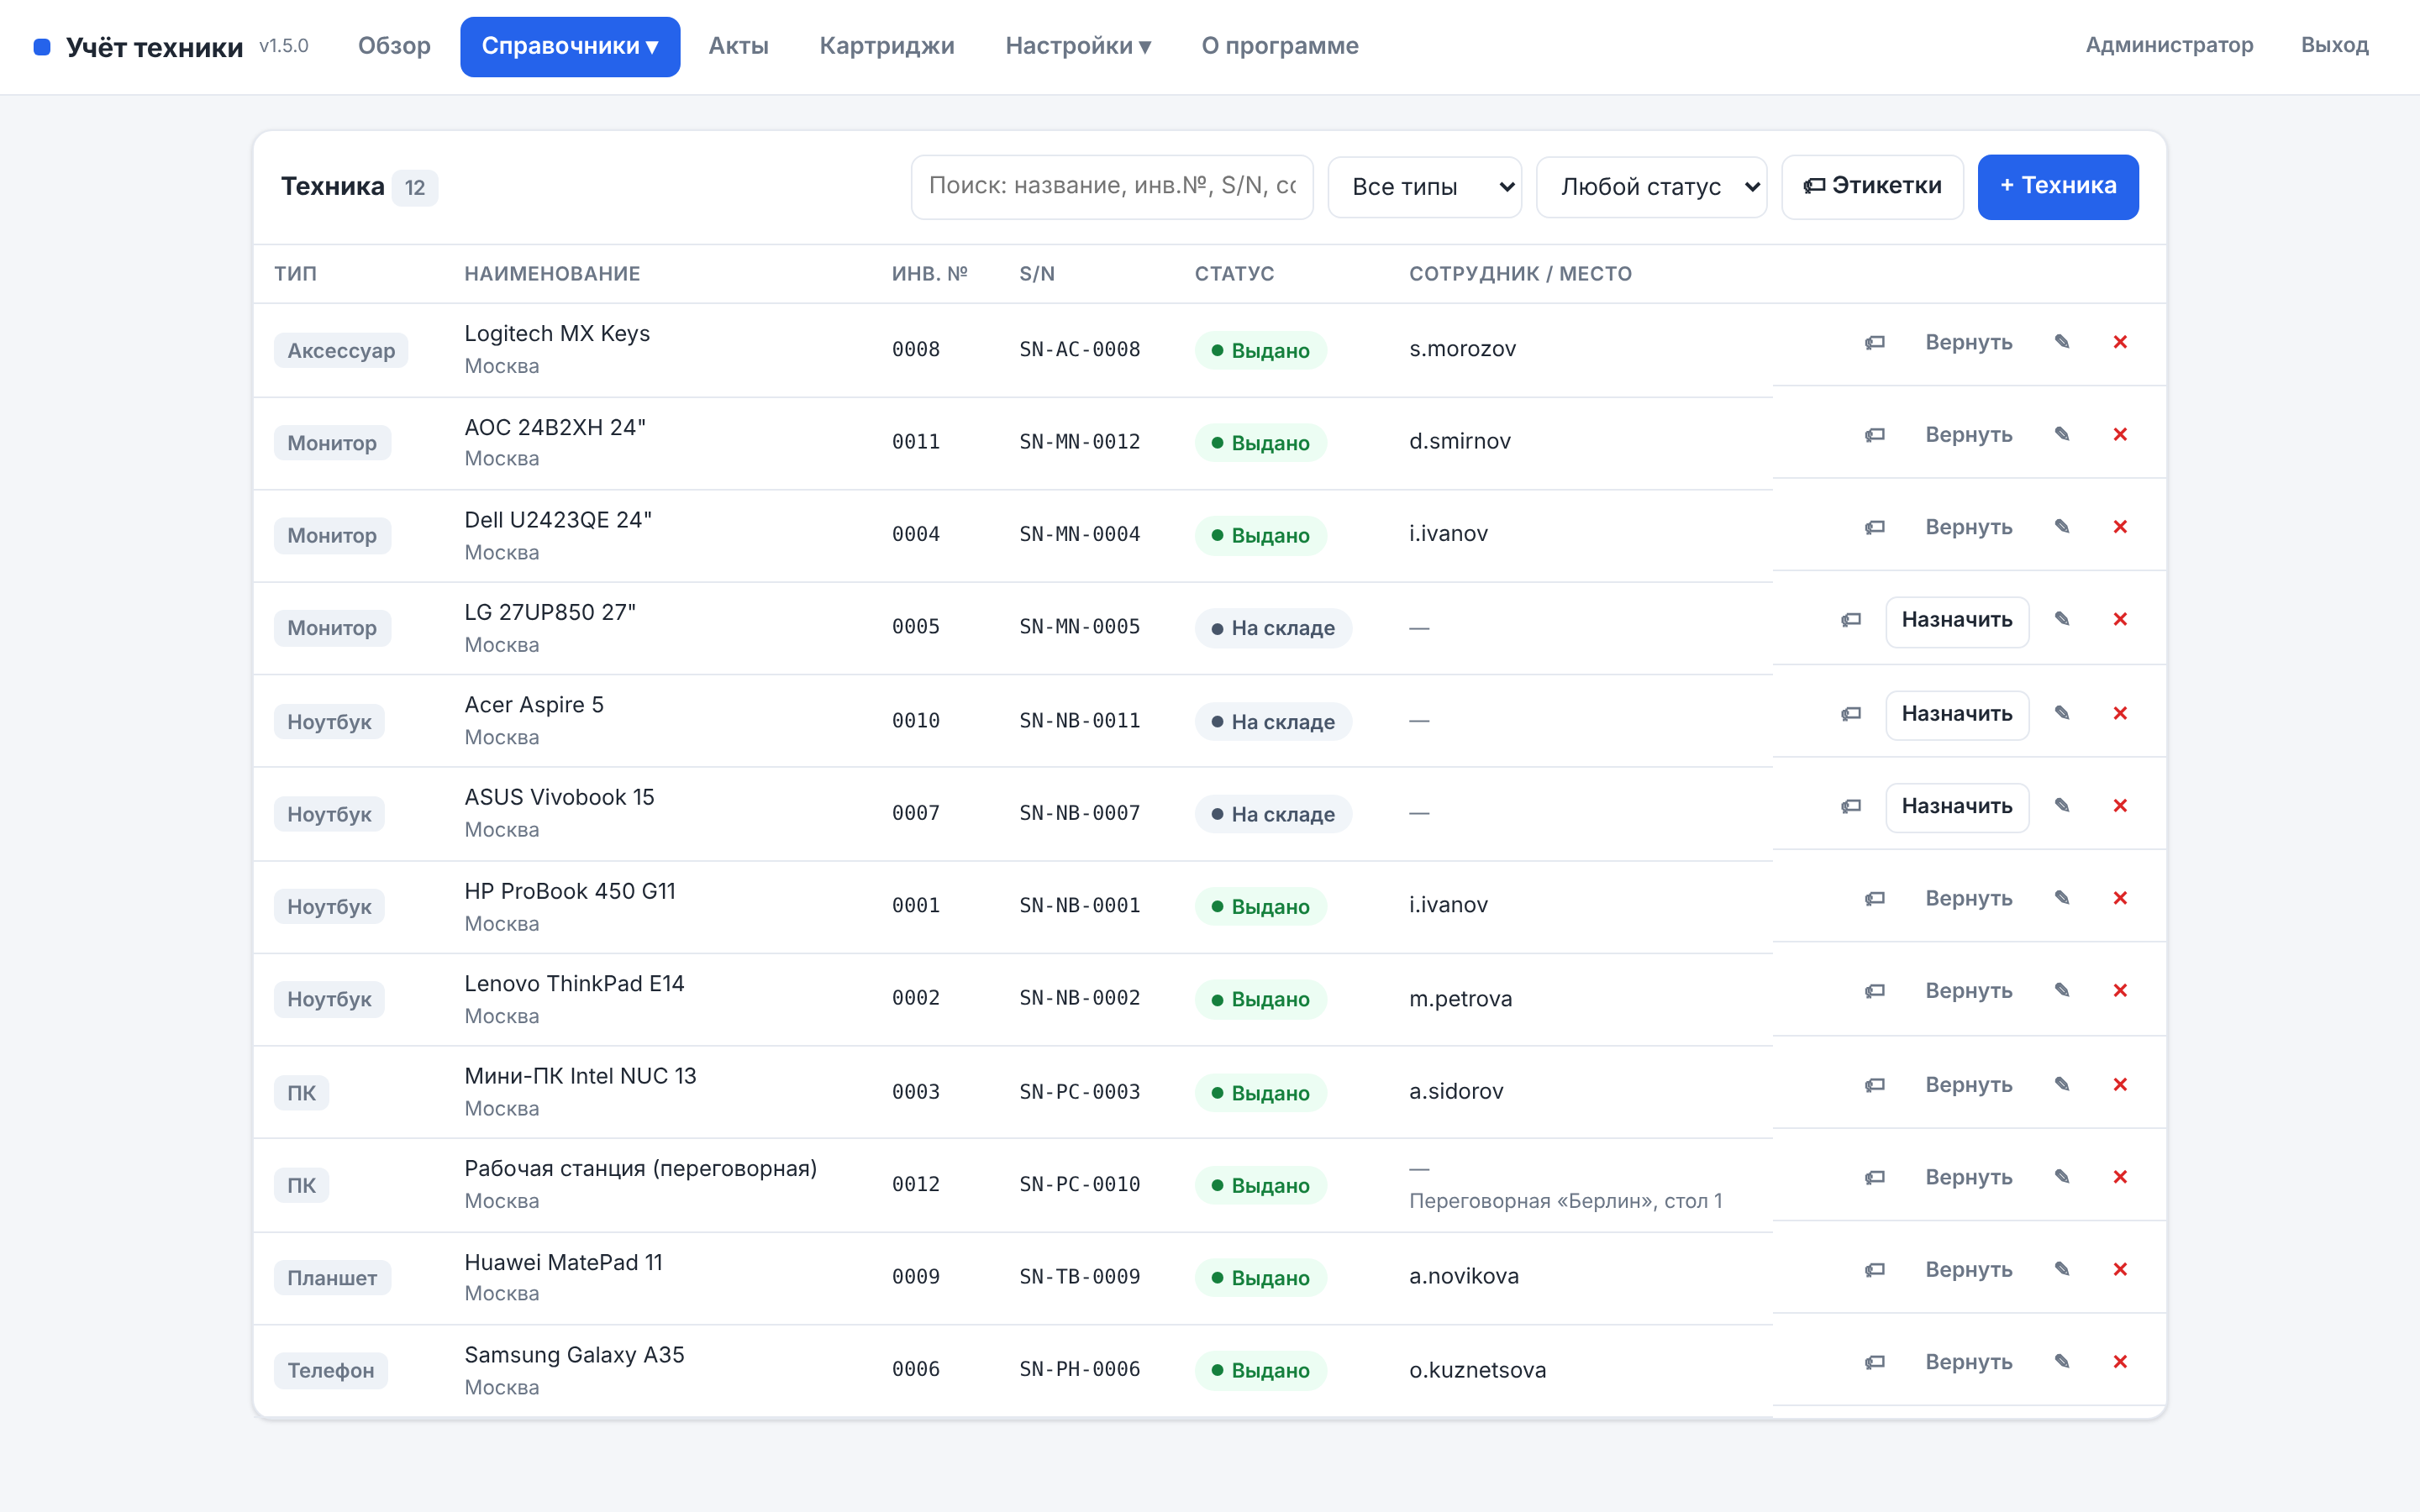 Учёт техники v1.5.0 Обзор Справочники ▾ Акты Картриджи Настройки ▾ О программе Администратор Выход
Техника 12 Поиск: название, инв.№, S/N, сс Все типы Любой статус Этикетки + Техника
ТИП НАИМЕНОВАНИЕ ИНВ. № S/N СТАТУС СОТРУДНИК / МЕСТО
Аксессуар Logitech MX Keys 0008 SN-AC-0008 Выдано s.morozov Вернуть ✎ ✕
Москва
Монитор AOC 24B2XH 24" 0011 SN-MN-0012 Выдано d.smirnov Вернуть ✎ ✕
Москва
Монитор Dell U2423QE 24" 0004 SN-MN-0004 Выдано i.ivanov Вернуть ✎ ✕
Москва
Монитор LG 27UP850 27" 0005 SN-MN-0005 На складе — Назначить ✎ ✕
Москва
Ноутбук Acer Aspire 5 0010 SN-NB-0011 На складе — Назначить ✎ ✕
Москва
Ноутбук ASUS Vivobook 15 0007 SN-NB-0007 На складе — Назначить ✎ ✕
Москва
Ноутбук HP ProBook 450 G11 0001 SN-NB-0001 Выдано i.ivanov Вернуть ✎ ✕
Москва
Ноутбук Lenovo ThinkPad E14 0002 SN-NB-0002 Выдано m.petrova Вернуть ✎ ✕
Москва
ПК Мини-ПК Intel NUC 13 0003 SN-PC-0003 Выдано a.sidorov Вернуть ✎ ✕
Москва
ПК Рабочая станция (переговорная) 0012 SN-PC-0010 Выдано — Вернуть ✎ ✕
Москва Переговорная «Берлин», стол 1
Планшет Huawei MatePad 11 0009 SN-TB-0009 Выдано a.novikova Вернуть ✎ ✕
Москва
Телефон Samsung Galaxy A35 0006 SN-PH-0006 Выдано o.kuznetsova Вернуть ✎ ✕
Москва